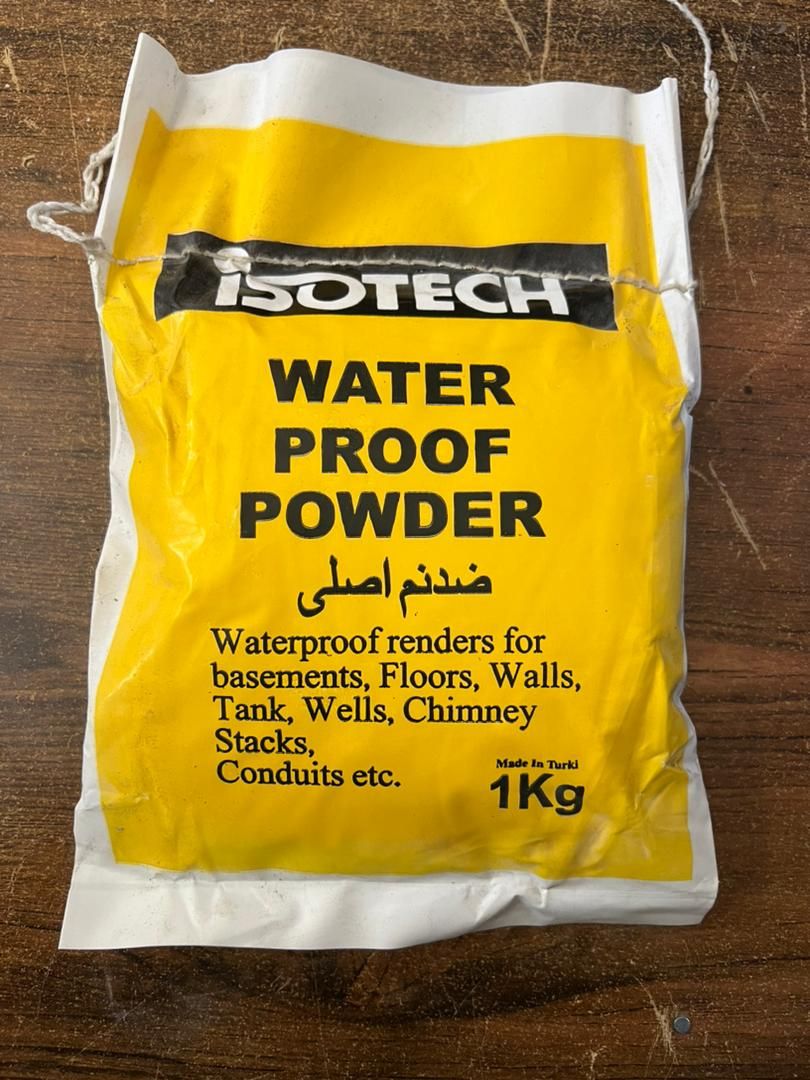 iSOTECH
WATER
PROOF
POWDER
ضدنم اصلی
Waterproof renders for
basements, Floors, Walls,
Tank, Wells, Chimney
Stacks,
Conduits etc.
Made In Turki
1Kg